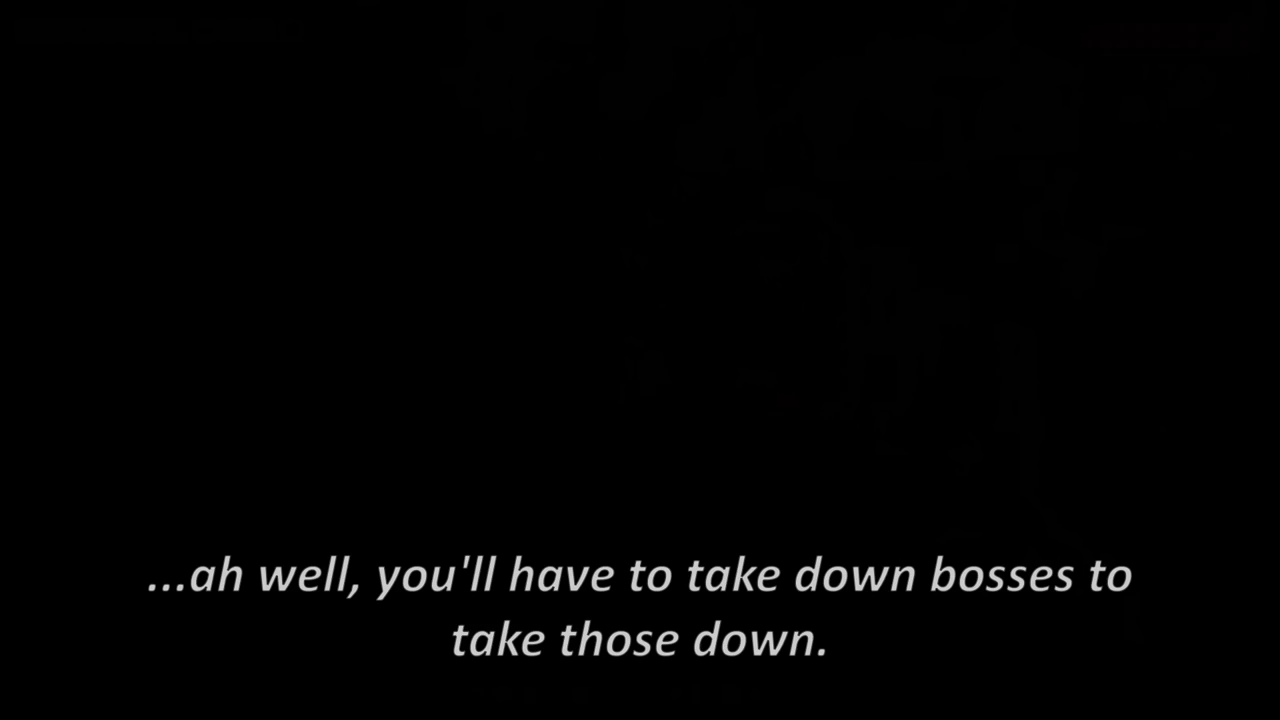 ...ah well, you'll have to take down bosses to
take those down.